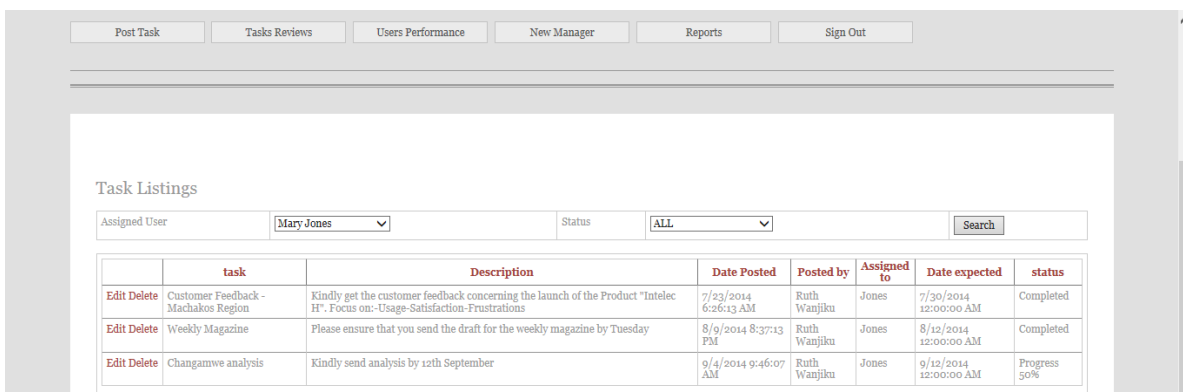 Post Task Tasks Reviews Users Performance New Manager Reports Sign Out
Task Listings
Assigned User Mary Jones Status ALL Search
task Description Date Posted Posted by Assigned to Date expected status
Edit Delete Customer Feedback - Machakos Region Kindly get the customer feedback concerning the launch of the Product "Intelec H". Focus on:-Usage-Satisfaction-Frustrations 7/23/2014 6:26:13 AM Ruth Wanjiku Jones 7/30/2014 12:00:00 AM Completed
Edit Delete Weekly Magazine Please ensure that you send the draft for the weekly magazine by Tuesday 8/9/2014 8:37:13 PM Ruth Wanjiku Jones 8/12/2014 12:00:00 AM Completed
Edit Delete Changamwe analysis Kindly send analysis by 12th September 9/4/2014 9:46:07 AM Ruth Wanjiku Jones 9/12/2014 12:00:00 AM Progress 50%